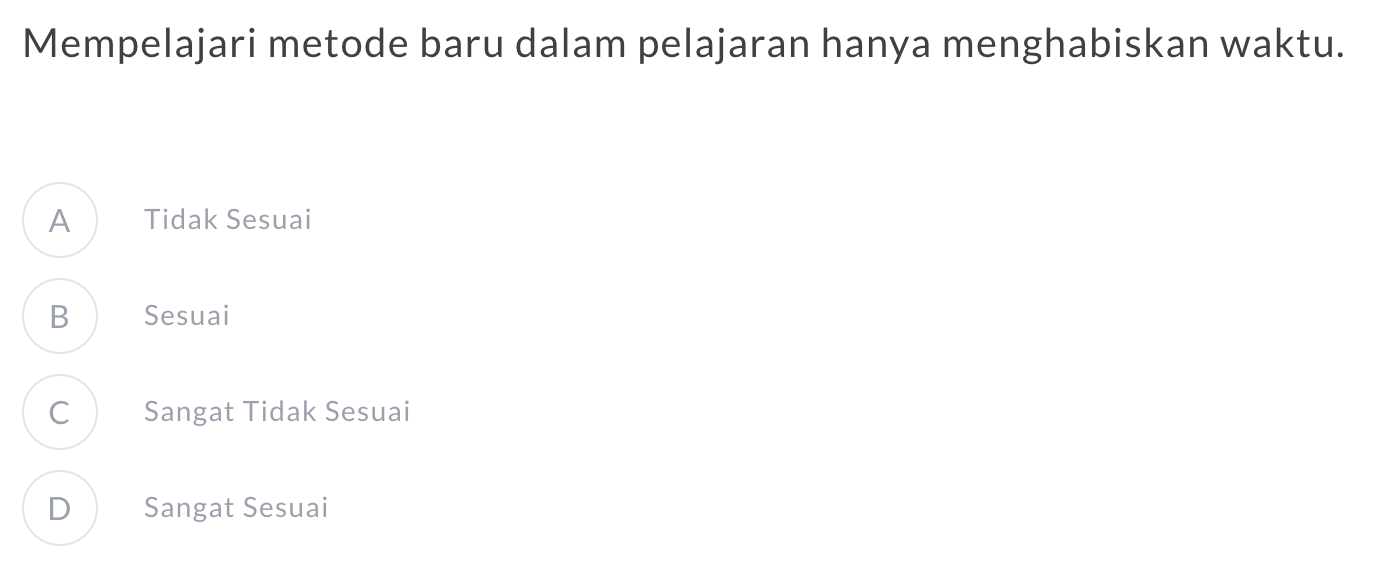 Mempelajari metode baru dalam pelajaran hanya menghabiskan waktu.
A Tidak Sesuai
B Sesuai
C Sangat Tidak Sesuai
D Sangat Sesuai